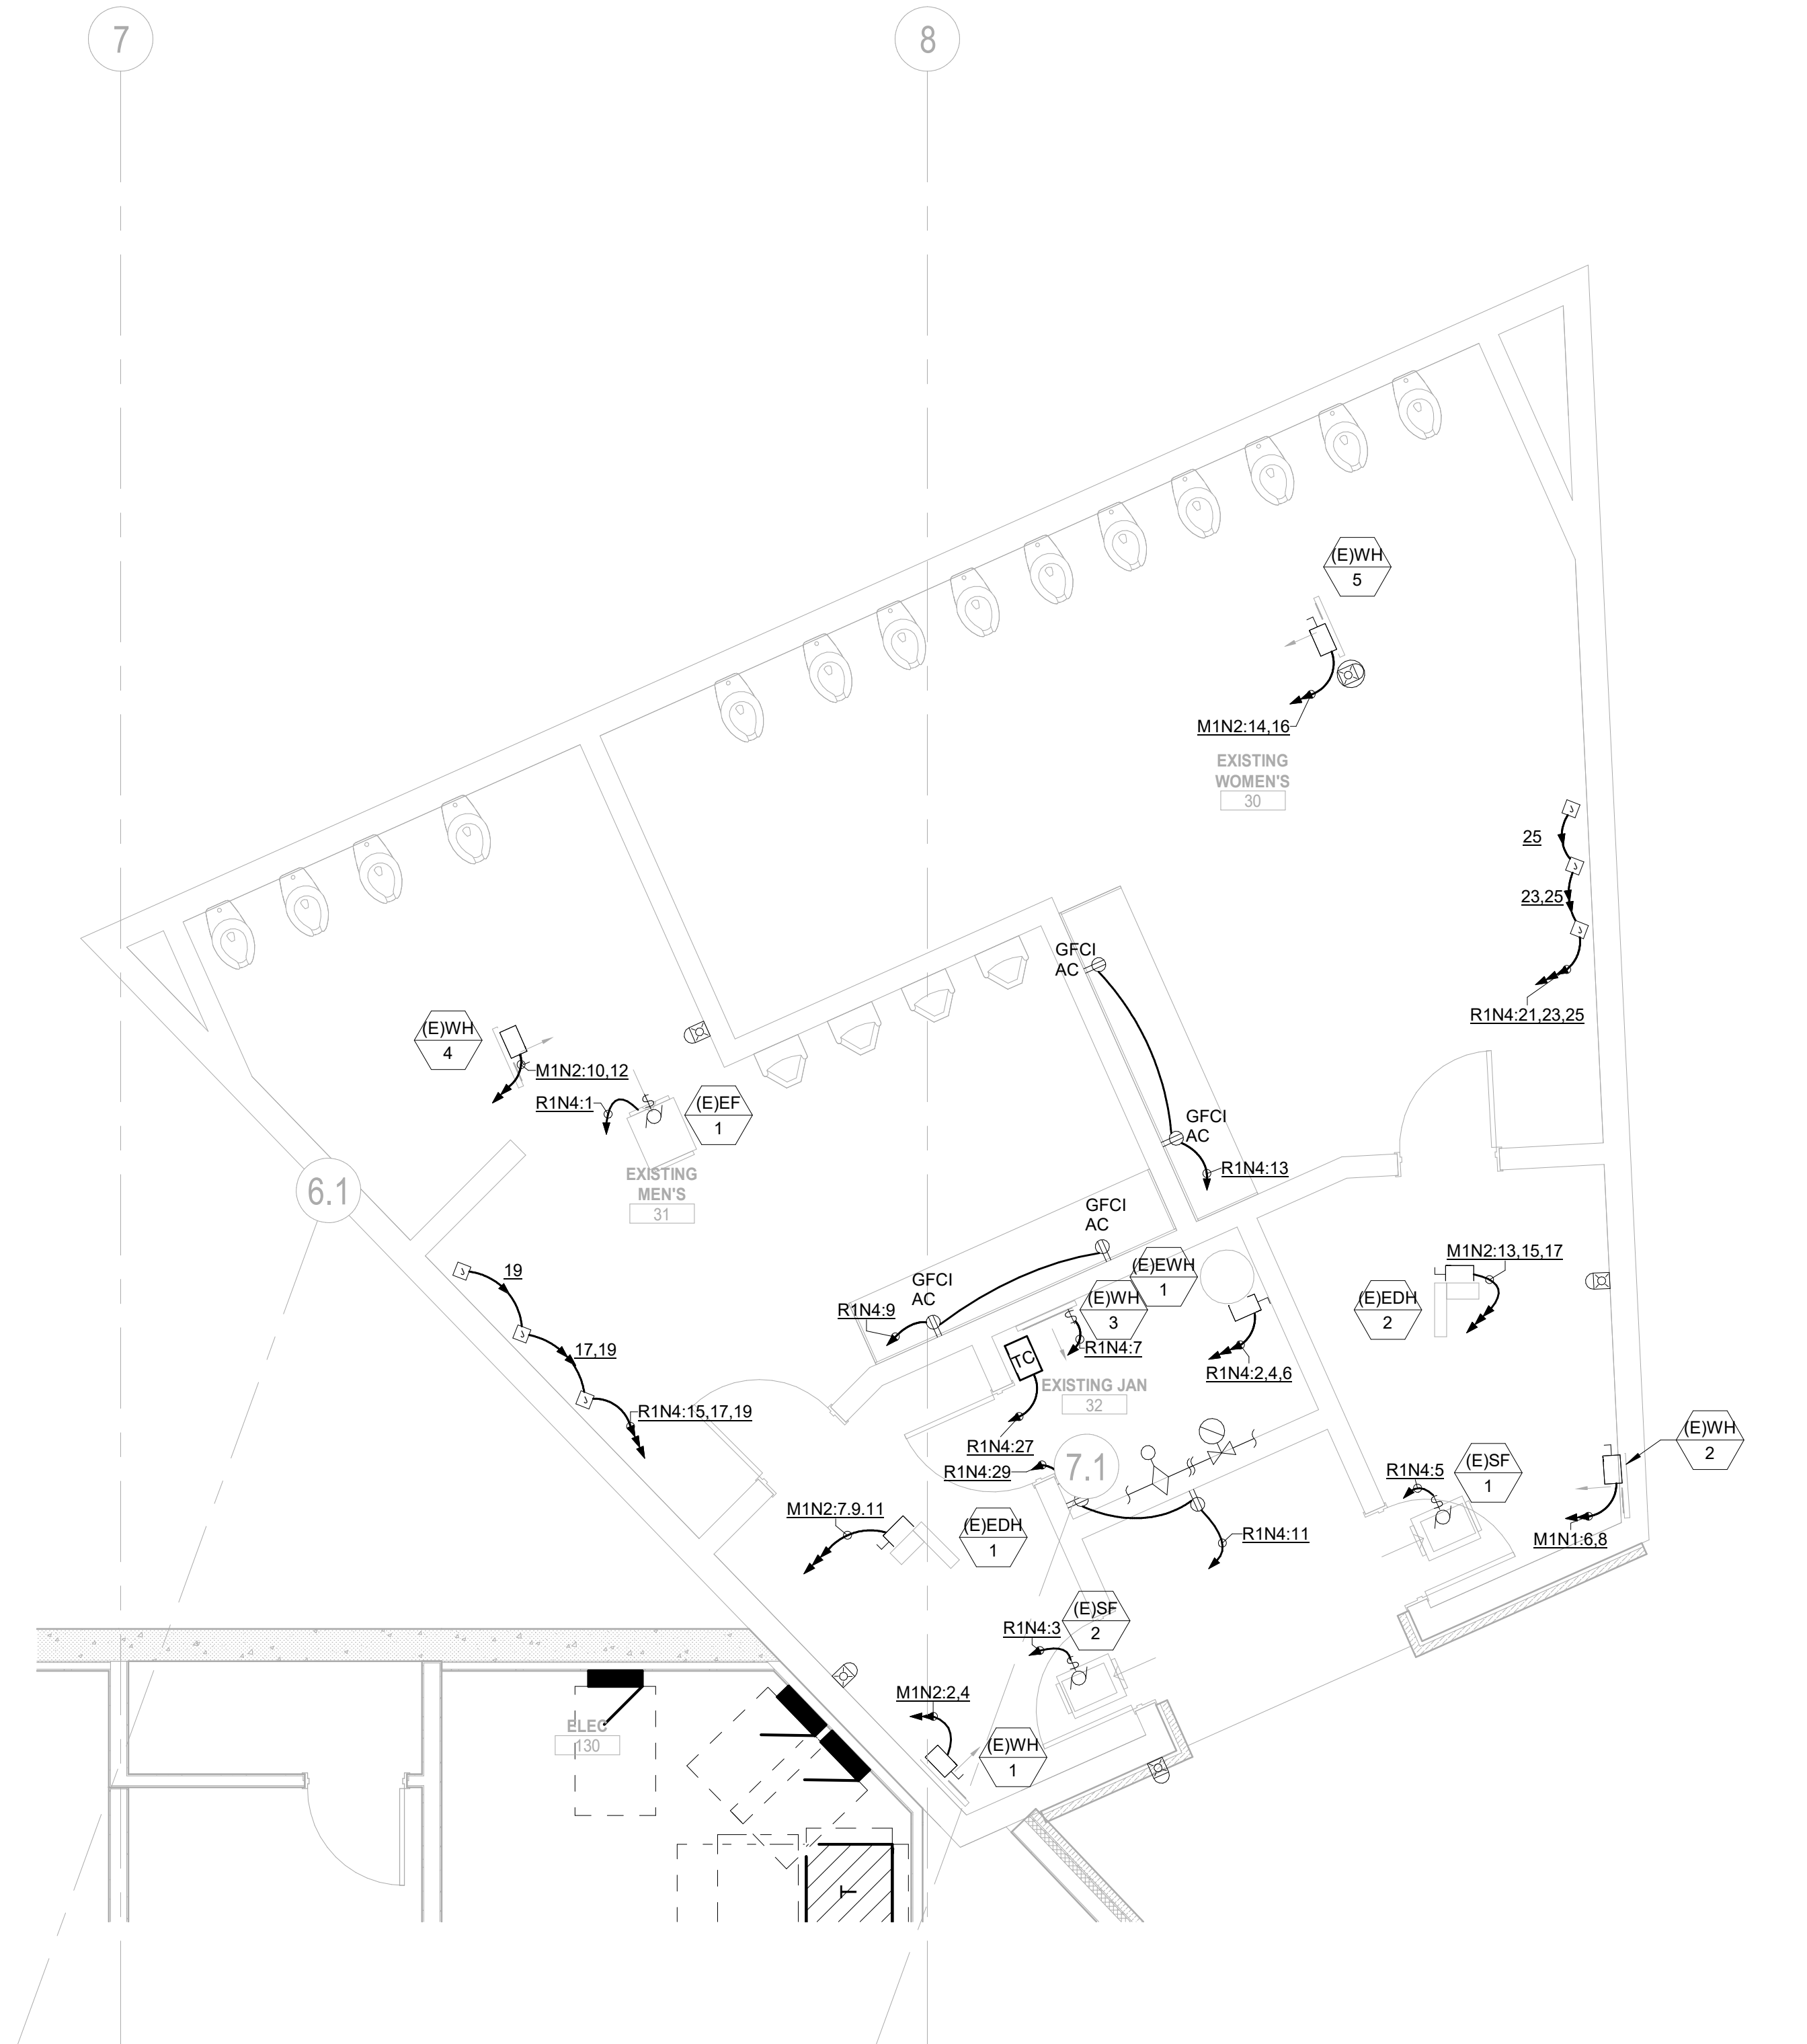 7
8
(E)WH
5
M1N2:14,16
EXISTING
WOMEN'S
30
25
23,25
R1N4:21,23,25
GFCI
AC
(E)WH
4
M1N2:10,12
R1N4:1
(E)EF
1
GFCI
AC
R1N4:13
EXISTING
MEN'S
31
6.1
GFCI
AC
M1N2:13,15,17
(E)EWH
1
19
GFCI
AC
R1N4:9
(E)WH
3
(E)EDH
2
17,19
R1N4:7
TC
R1N4:2,4,6
EXISTING JAN
32
R1N4:15,17,19
R1N4:27
R1N4:29
7.1
(E)WH
2
R1N4:5
(E)SF
1
M1N2:7.9.11
(E)EDH
1
R1N4:11
M1N1:6,8
R1N4:3
(E)SF
2
M1N2:2,4
ELEC
130
(E)WH
1
T